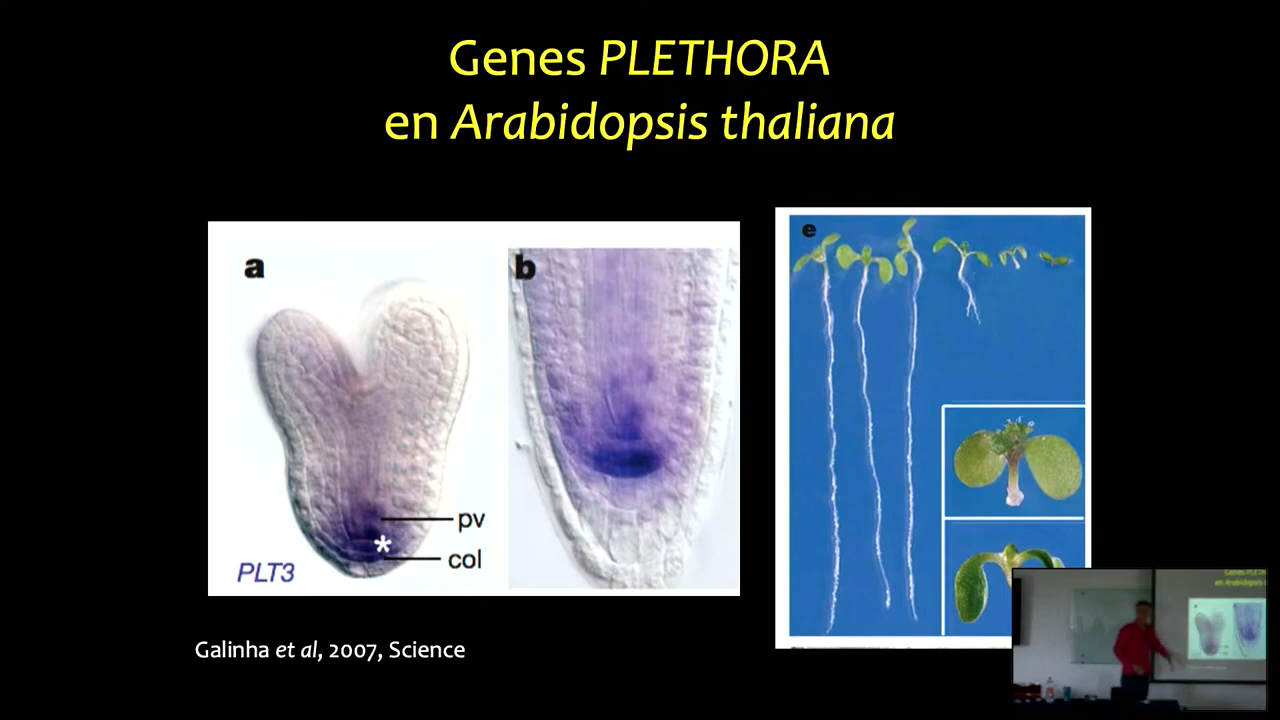 Genes PLETHORA
en Arabidopsis thaliana
a
b
e
pv
*
col
PLT3
Galinha et al, 2007, Science